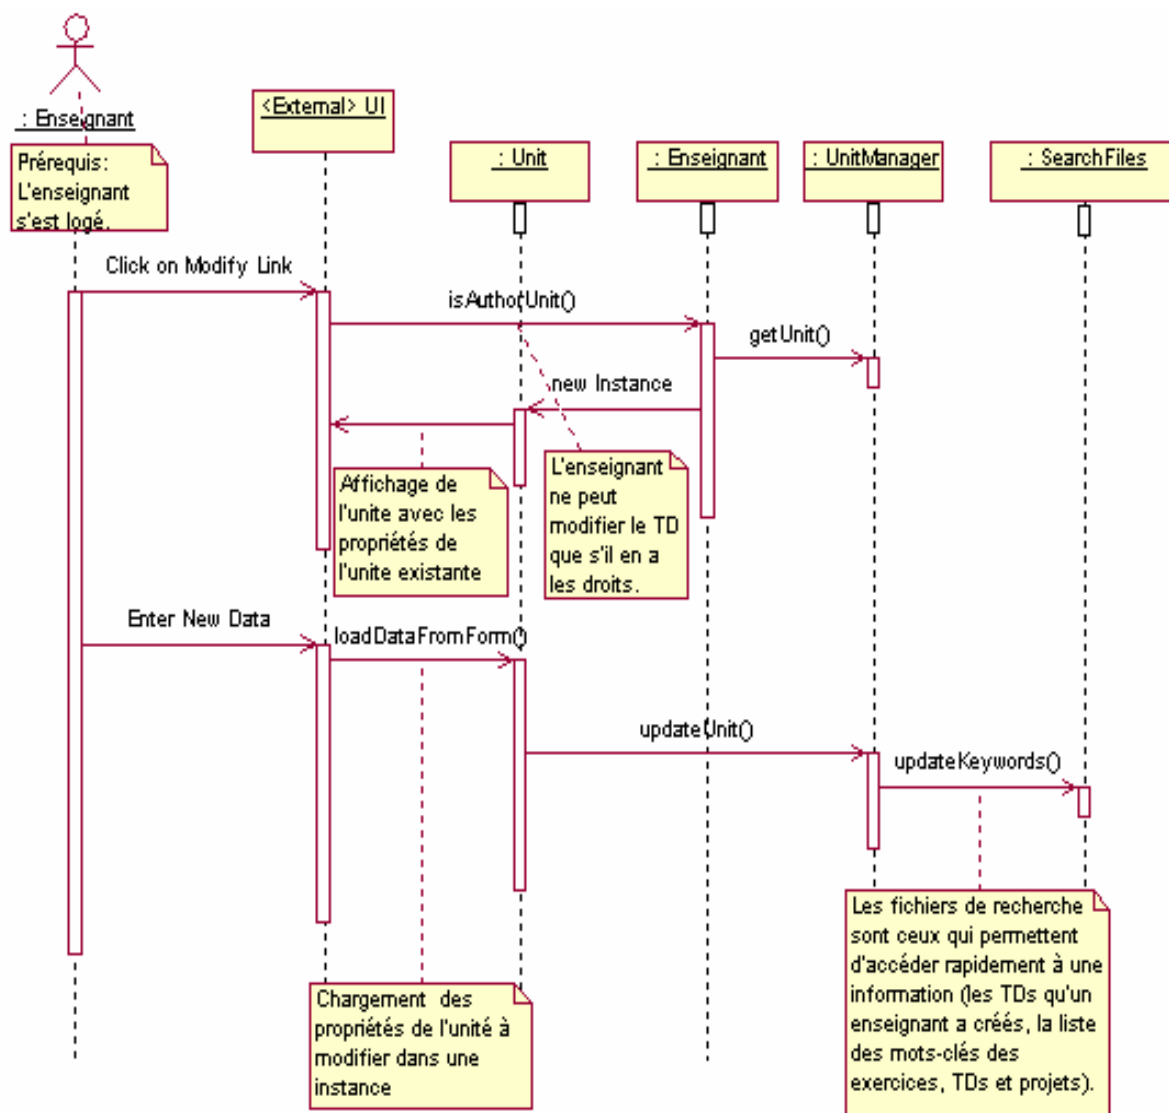 : Enseignant
Prérequis:
L'enseignant
s'est logé.
<External> UI
: Unit
: Enseignant
: UnitManager
: SearchFiles
Click on Modify Link
isAuthorUnit()
getUnit()
new Instance
Affichage de
l'unite avec les
propriétés de
l'unite existante
L'enseignant
ne peut
modifier le TD
que s'il en a
les droits.
Enter New Data
loadDataFromForm()
updateUnit()
updateKeywords()
Chargement des
propriétés de l'unité à
modifier dans une
instance
Les fichiers de recherche
sont ceux qui permettent
d'accéder rapidement à une
information (les TDs qu'un
enseignant a créés, la liste
des mots-clés des
exercices, TDs et projets).